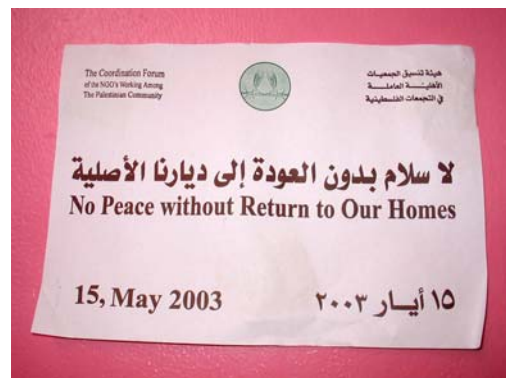 The Coordination Forum
of the NGO's Working Among
The Palestinian Community
هيئة تنسيق الجمعيات
الأهلية العاملة
في التجمعات الفلسطينية
لا سلام بدون العودة إلى ديارنا الأصلية
No Peace without Return to Our Homes
15, May 2003
١٥ أيار ٢٠٠٣